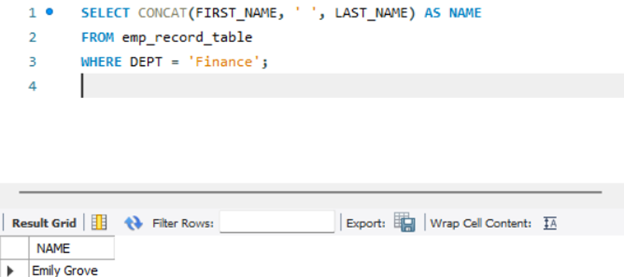 1 SELECT CONCAT(FIRST_NAME, ' ', LAST_NAME) AS NAME
2 FROM emp_record_table
3 WHERE DEPT = 'Finance';
4
Result Grid Filter Rows: Export: Wrap Cell Content: IA
NAME
Emily Grove